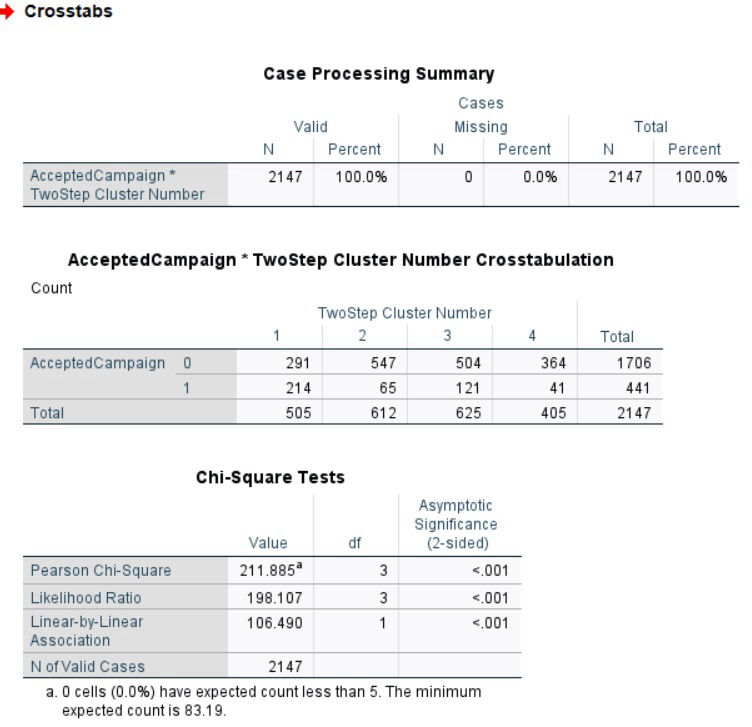 Crosstabs
Case Processing Summary
Cases
Valid Missing Total
N Percent N Percent N Percent
AcceptedCampaign * TwoStep Cluster Number 2147 100.0% 0 0.0% 2147 100.0%
AcceptedCampaign * TwoStep Cluster Number Crosstabulation
Count
TwoStep Cluster Number
1 2 3 4 Total
AcceptedCampaign 0 291 547 504 364 1706
1 214 65 121 41 441
Total 505 612 625 405 2147
Chi-Square Tests
Value df Asymptotic Significance (2-sided)
Pearson Chi-Square 211.885a 3 <.001
Likelihood Ratio 198.107 3 <.001
Linear-by-Linear Association 106.490 1 <.001
N of Valid Cases 2147
a. 0 cells (0.0%) have expected count less than 5. The minimum
expected count is 83.19.